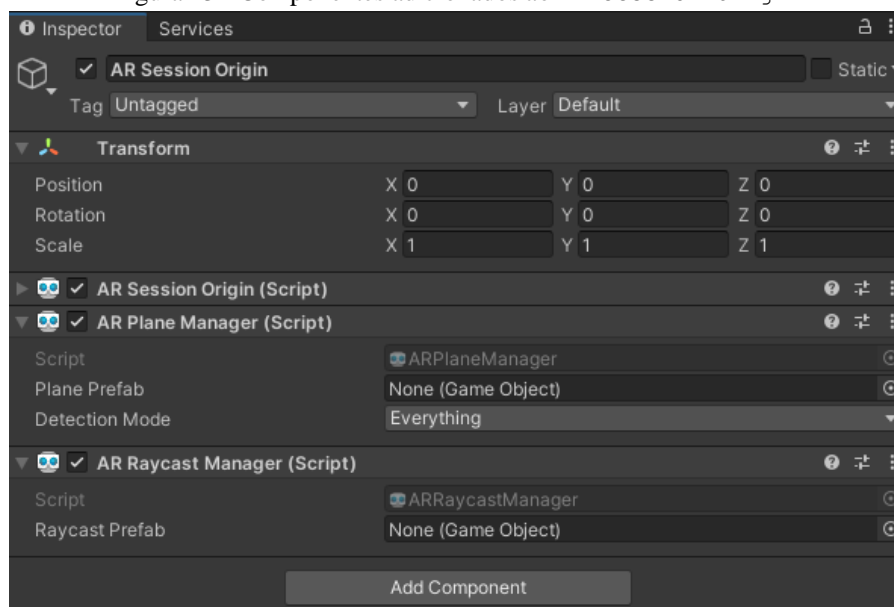 Inspector Services
AR Session Origin Static
Tag Untagged Layer Default
Transform
Position X 0 Y 0 Z 0
Rotation X 0 Y 0 Z 0
Scale X 1 Y 1 Z 1
AR Session Origin (Script)
AR Plane Manager (Script)
Script ARPlaneManager
Plane Prefab None (Game Object)
Detection Mode Everything
AR Raycast Manager (Script)
Script ARRaycastManager
Raycast Prefab None (Game Object)
Add Component